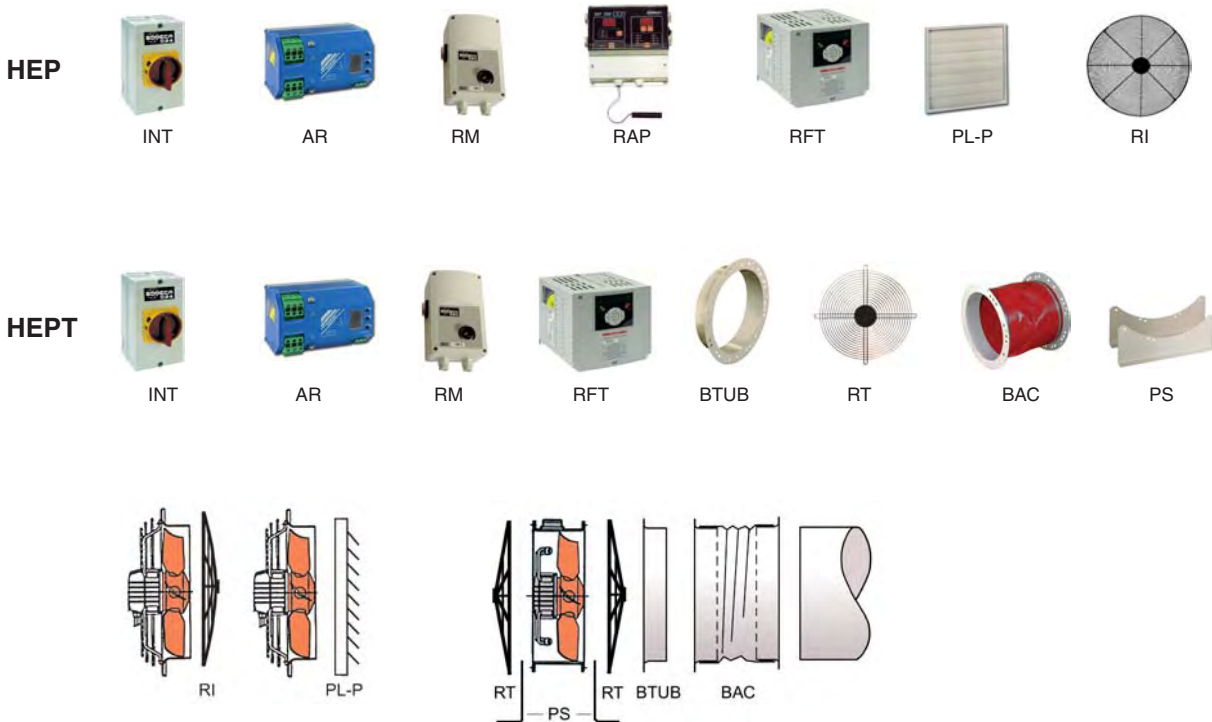 HEP
INT AR RM RAP RFT PL-P RI
HEPT
INT AR RM RFT BTUB RT BAC PS
RI PL-P RT RT BTUB BAC
PS